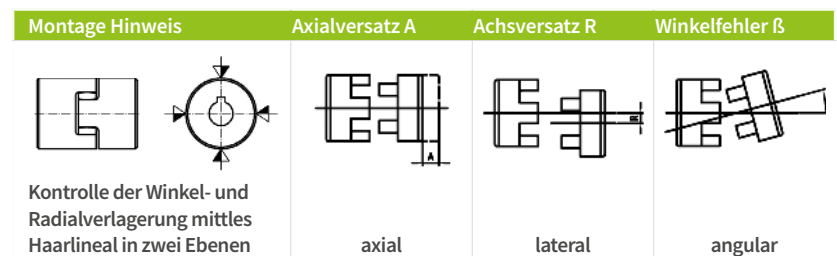 Montage Hinweis
Axialversatz A
Achsversatz R
Winkelfehler ß
A
R
Kontrolle der Winkel- und
Radialverlagerung mittles
Haarlineal in zwei Ebenen
axial
lateral
angular